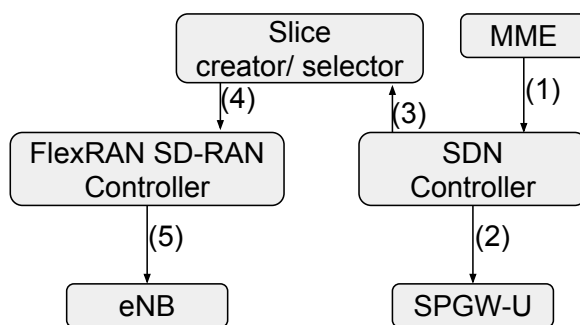 Slice
creator/ selector
MME
(1)
(4)
(3)
FlexRAN SD-RAN
Controller
SDN
Controller
(5)
(2)
eNB
SPGW-U